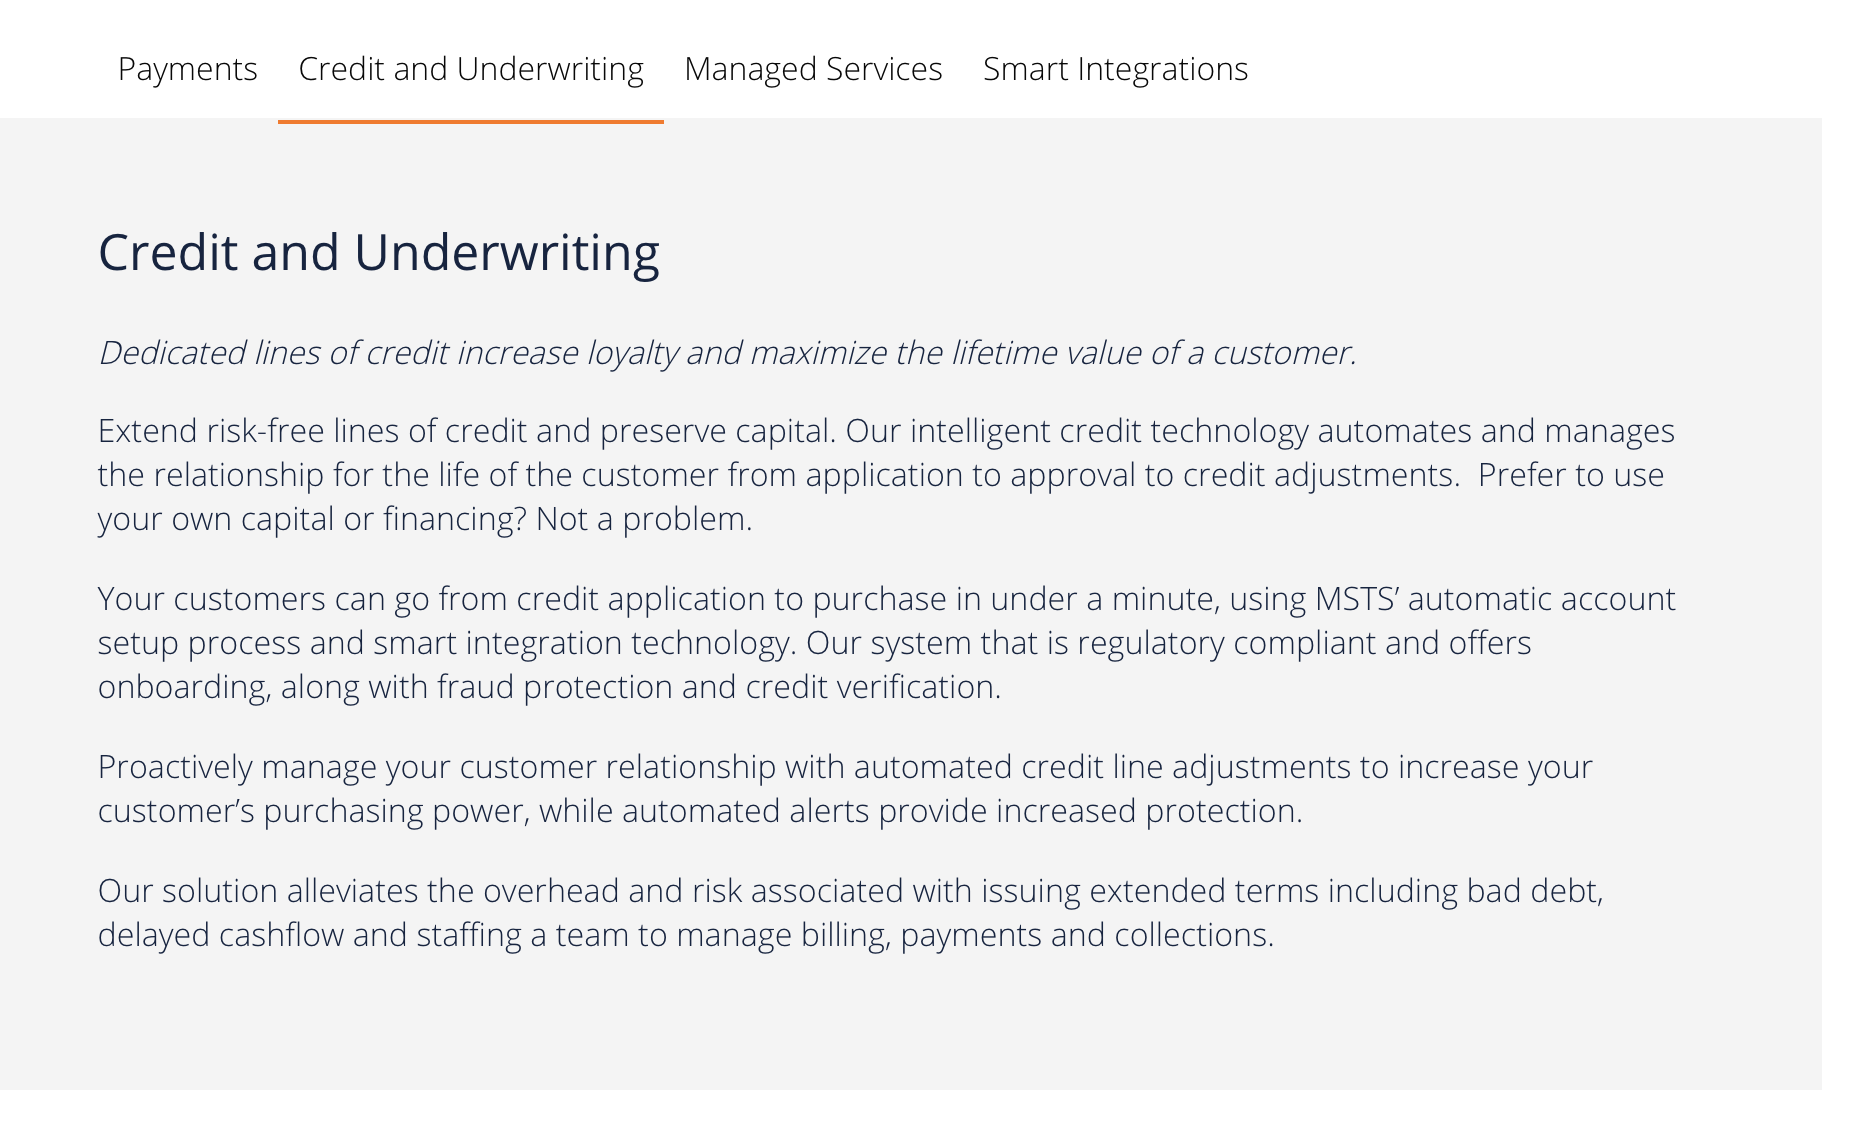 Payments Credit and Underwriting Managed Services Smart Integrations
Credit and Underwriting
Dedicated lines of credit increase loyalty and maximize the lifetime value of a customer.
Extend risk-free lines of credit and preserve capital. Our intelligent credit technology automates and manages
the relationship for the life of the customer from application to approval to credit adjustments.  Prefer to use
your own capital or financing? Not a problem.
Your customers can go from credit application to purchase in under a minute, using MSTS’ automatic account
setup process and smart integration technology. Our system that is regulatory compliant and offers
onboarding, along with fraud protection and credit verification.
Proactively manage your customer relationship with automated credit line adjustments to increase your
customer’s purchasing power, while automated alerts provide increased protection.
Our solution alleviates the overhead and risk associated with issuing extended terms including bad debt,
delayed cashflow and staffing a team to manage billing, payments and collections.